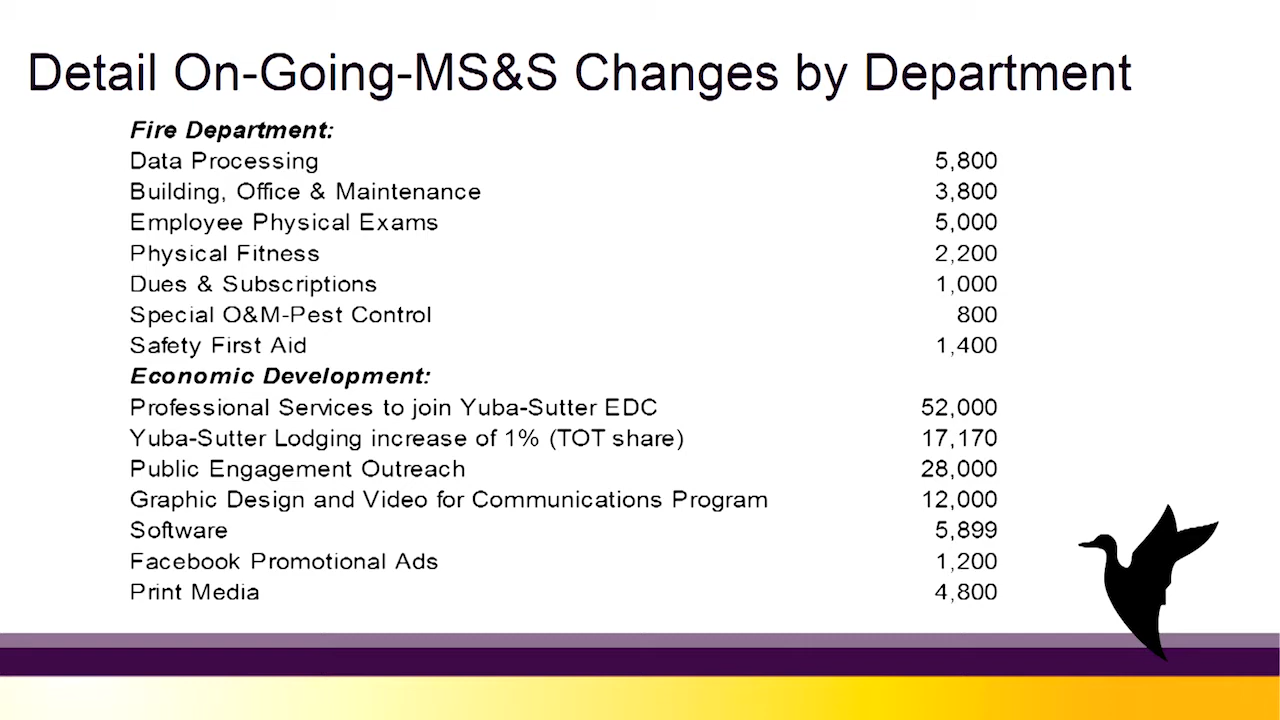 Detail On-Going-MS&S Changes by Department
Fire Department:
Data Processing 5,800
Building, Office & Maintenance 3,800
Employee Physical Exams 5,000
Physical Fitness 2,200
Dues & Subscriptions 1,000
Special O&M-Pest Control 800
Safety First Aid 1,400
Economic Development:
Professional Services to join Yuba-Sutter EDC 52,000
Yuba-Sutter Lodging increase of 1% (TOT share) 17,170
Public Engagement Outreach 28,000
Graphic Design and Video for Communications Program 12,000
Software 5,899
Facebook Promotional Ads 1,200
Print Media 4,800